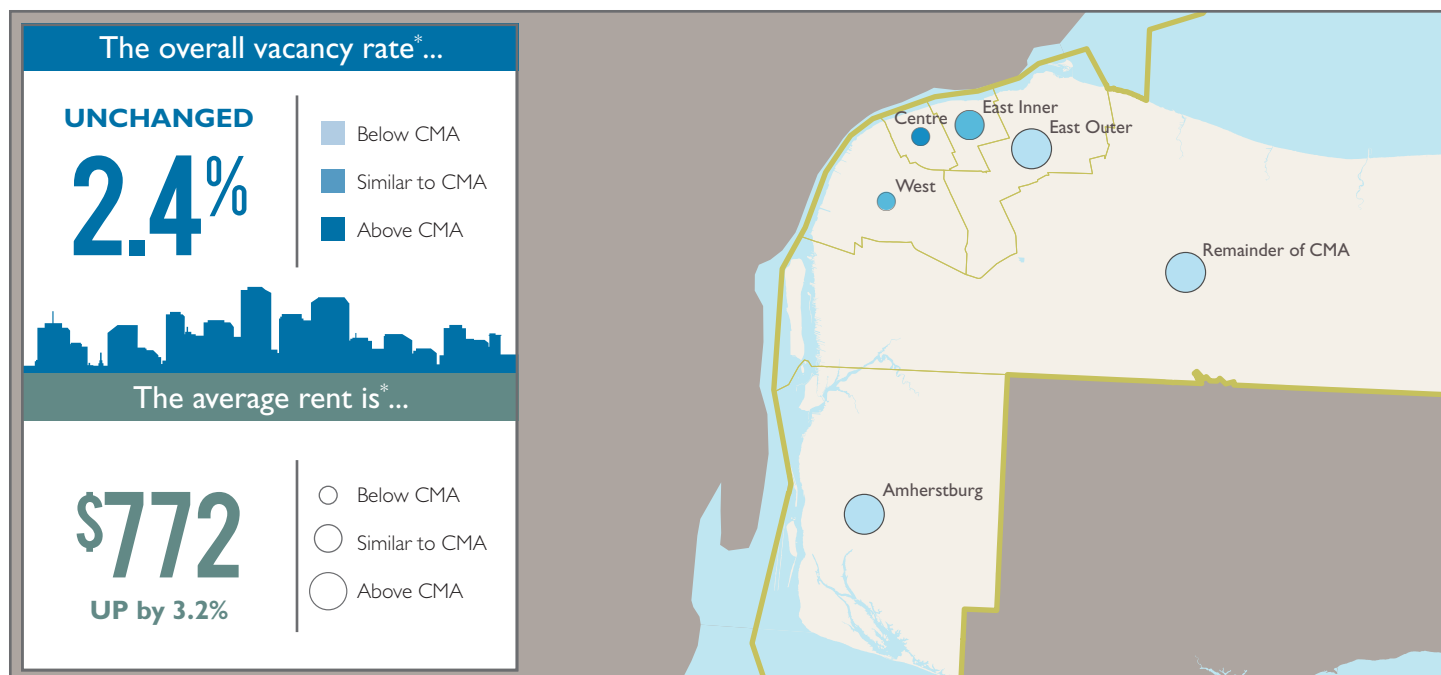 The overall vacancy rate*...
UNCHANGED
2.4%
Below CMA
Similar to CMA
Above CMA
The average rent is*...
$772
UP by 3.2%
Below CMA
Similar to CMA
Above CMA
Centre
East Inner
East Outer
West
Remainder of CMA
Amherstburg